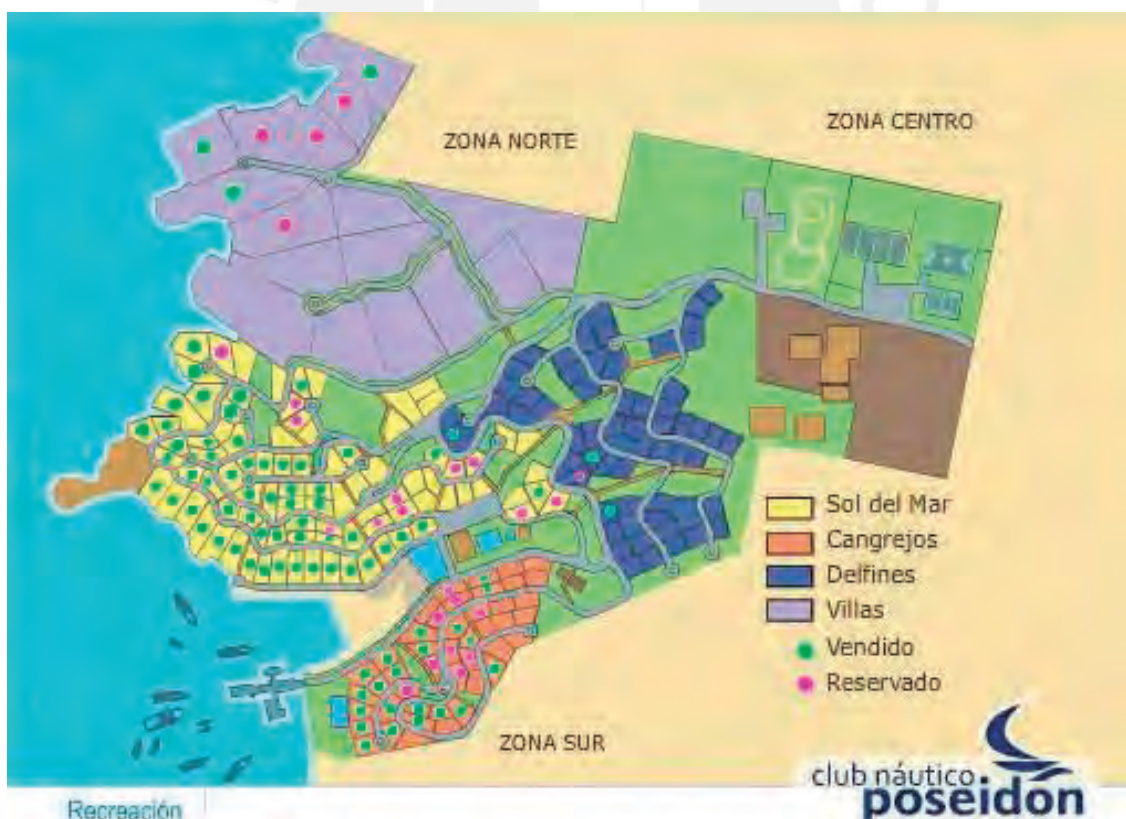 ZONA NORTE
ZONA CENTRO
Sol del Mar
Cangrejos
Delfines
Villas
Vendido
Reservado
ZONA SUR
club náutico
poseidon
Recreación